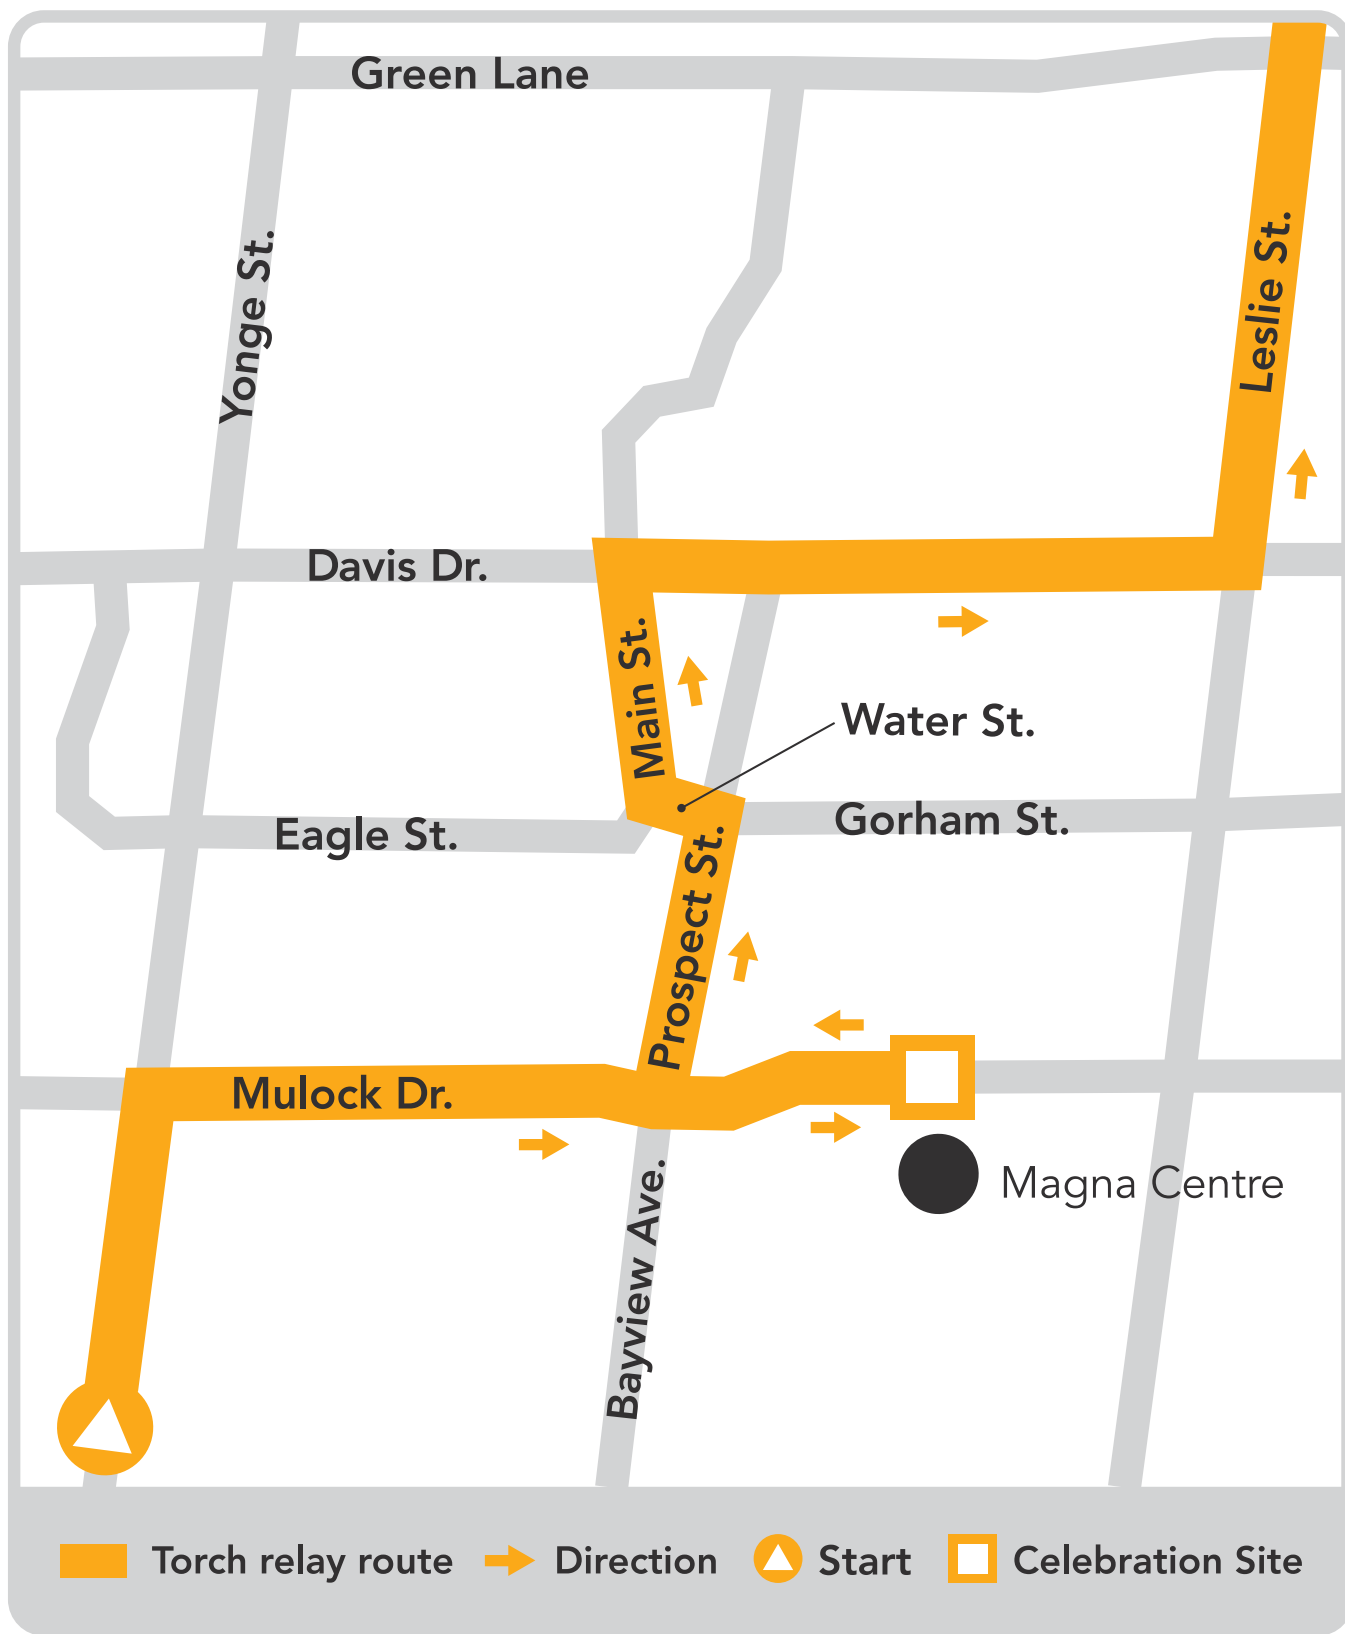 Green Lane
Yonge St.
Leslie St.
Davis Dr.
Main St.
Water St.
Eagle St.
Gorham St.
Prospect St.
Mulock Dr.
Bayview Ave.
Magna Centre
Torch relay route
Direction
Start
Celebration Site